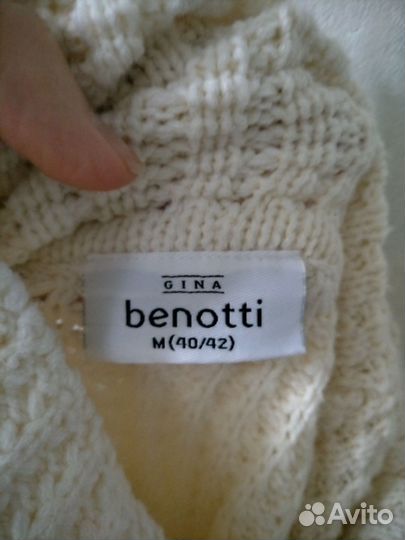 GINA
benotti
M(40/42)
Avito